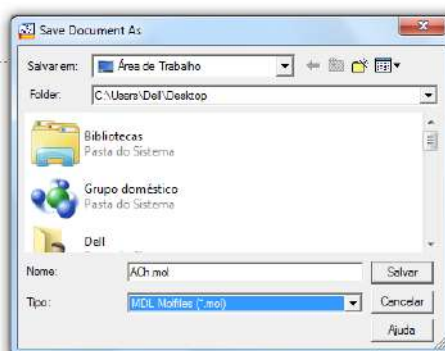 Save Document As
Salvar em: Área de Trabalho
Folder: C:\Users\Dell\Desktop
Bibliotecas
Pasta do Sistema
Grupo doméstico
Pasta do Sistema
Dell
Nome: ACh.mol Salvar
Tipo: MDL Molfiles (*.mol) Cancelar
Ajuda